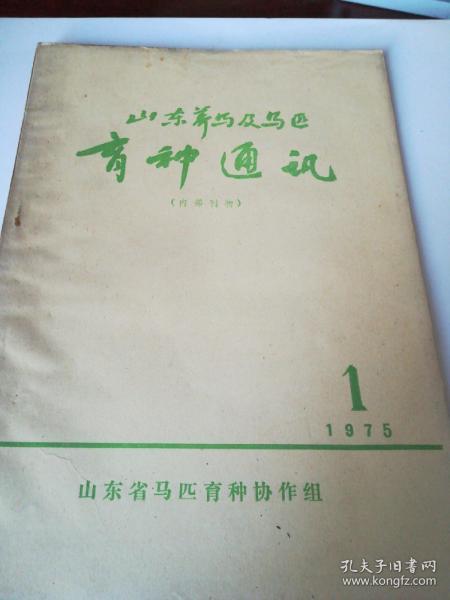 山东养马及马匹
育种通讯
(内部刊物)
1
1975
山东省马匹育种协作组
孔夫子旧书网
www.kongfz.com